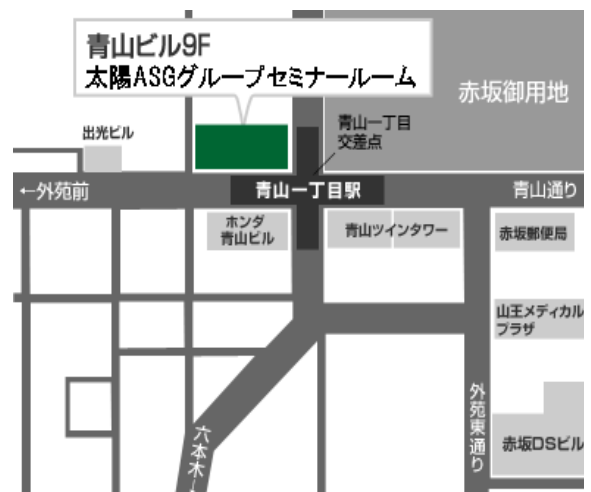 青山ビル9F
太陽ASGグループセミナールーム
赤坂御用地
青山一丁目
交差点
出光ビル
←外苑前
青山一丁目駅
青山通り
ホンダ
青山ビル
青山ツインタワー
赤坂郵便局
山王メディカル
プラザ
外苑東通り
六本木→
赤坂DSビル